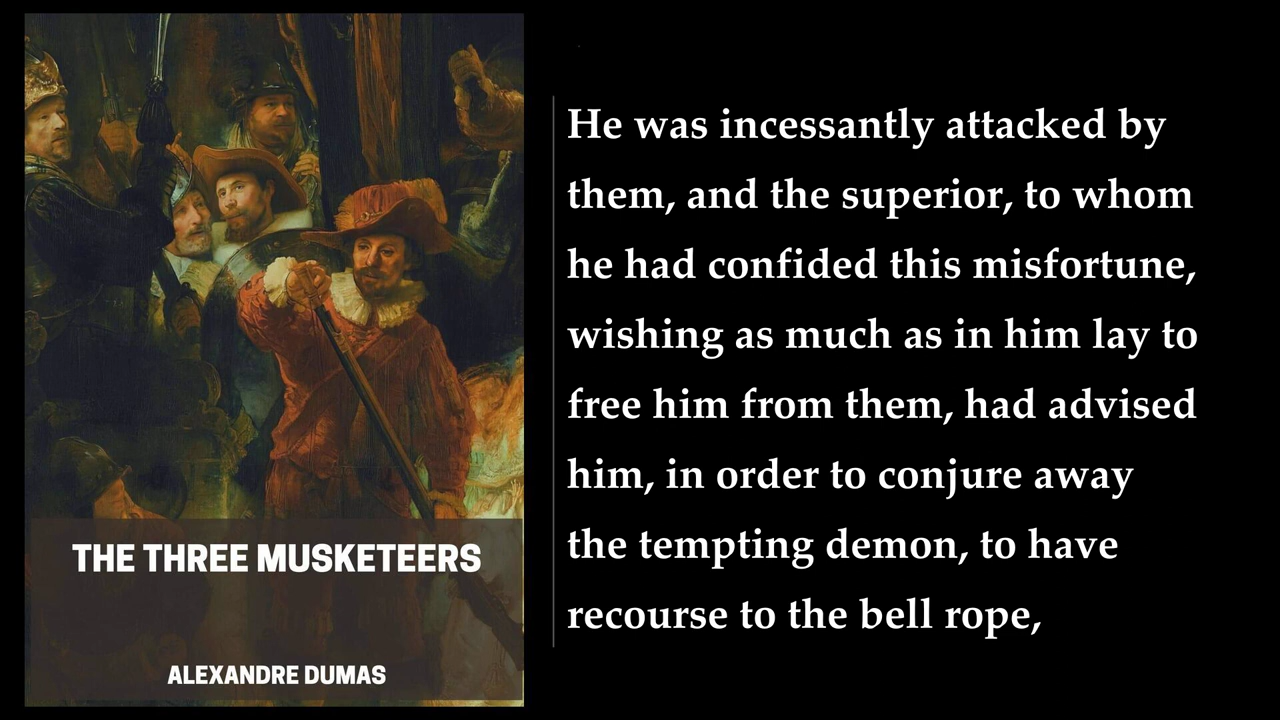 THE THREE MUSKETEERS
ALEXANDRE DUMAS
He was incessantly attacked by
them, and the superior, to whom
he had confided this misfortune,
wishing as much as in him lay to
free him from them, had advised
him, in order to conjure away
the tempting demon, to have
recourse to the bell rope,